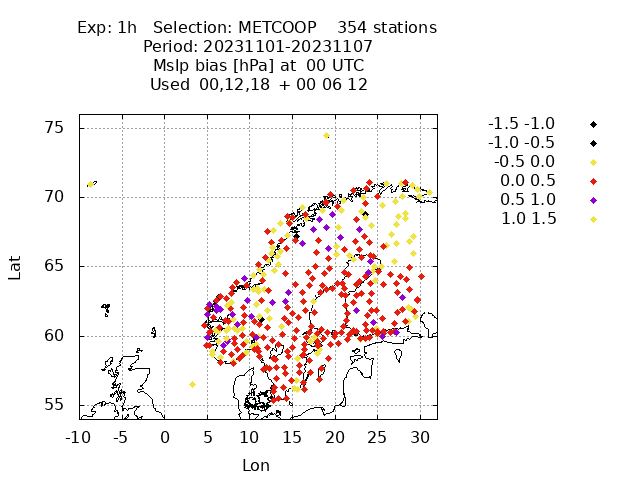 Exp: 1h   Selection: METCOOP    354 stations
Period: 20231101-20231107
Mslp bias [hPa] at  00 UTC
Used  00,12,18  + 00 06 12
-1.5 -1.0
-1.0 -0.5
-0.5 0.0
0.0 0.5
0.5 1.0
1.0 1.5
75
70
65
60
55
Lat
-10 -5 0 5 10 15 20 25 30
Lon